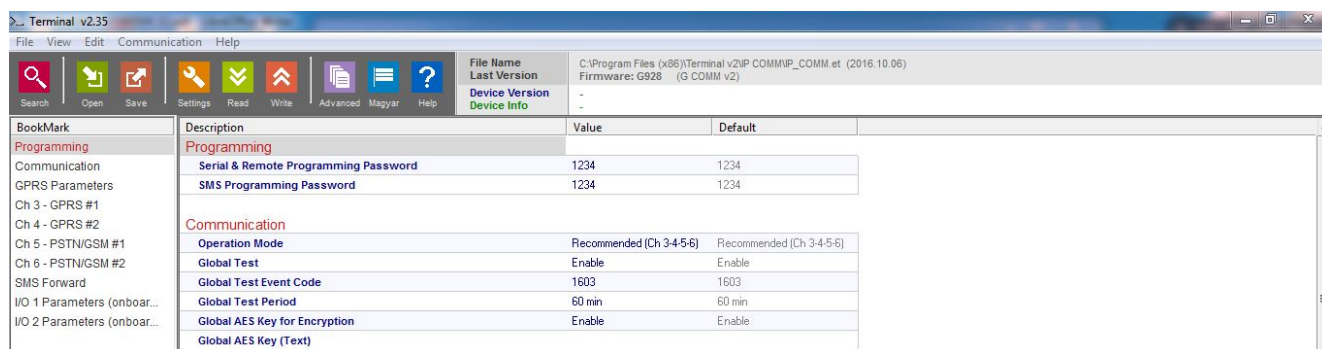 Terminal v2.35
File View Edit Communication Help
Search Open Save Settings Read Write Advanced Magyar Help
File Name C:\Program Files (x86)\Terminal v2\IP COMM\IP_COMM.et (2016.10.06)
Last Version Firmware: G928 (G COMM v2)
Device Version -
Device Info -
BookMark Description Value Default
Programming Programming
Communication Serial & Remote Programming Password 1234 1234
GPRS Parameters SMS Programming Password 1234 1234
Ch 3 - GPRS #1
Ch 4 - GPRS #2 Communication
Ch 5 - PSTN/GSM #1 Operation Mode Recommended (Ch 3-4-5-6) Recommended (Ch 3-4-5-6)
Ch 6 - PSTN/GSM #2 Global Test Enable Enable
SMS Forward Global Test Event Code 1603 1603
I/O 1 Parameters (onboar... Global Test Period 60 min 60 min
I/O 2 Parameters (onboar... Global AES Key for Encryption Enable Enable
Global AES Key (Text)